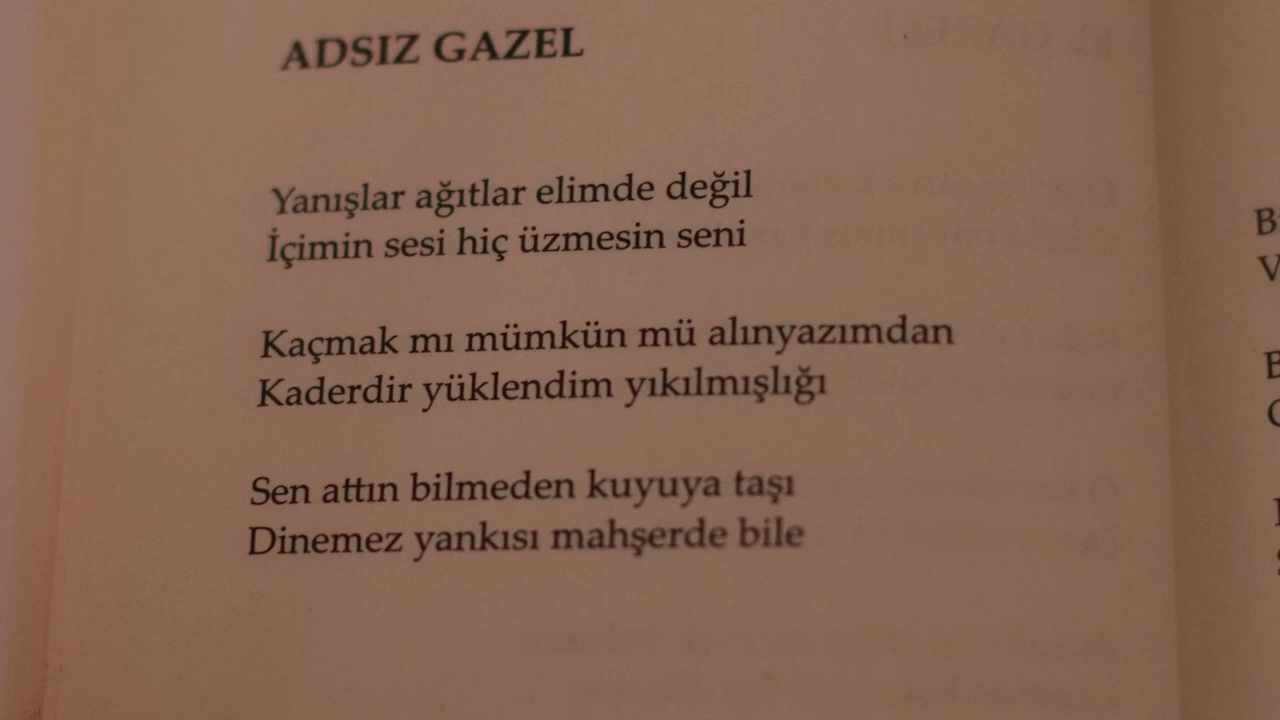 ADSIZ GAZEL
Yanışlar ağıtlar elimde değil
İçimin sesi hiç üzmesin seni
Kaçmak mı mümkün mü alınyazımdan
Kaderdir yüklendim yıkılmışlığı
Sen attın bilmeden kuyuya taşı
Dinemez yankısı mahşerde bile